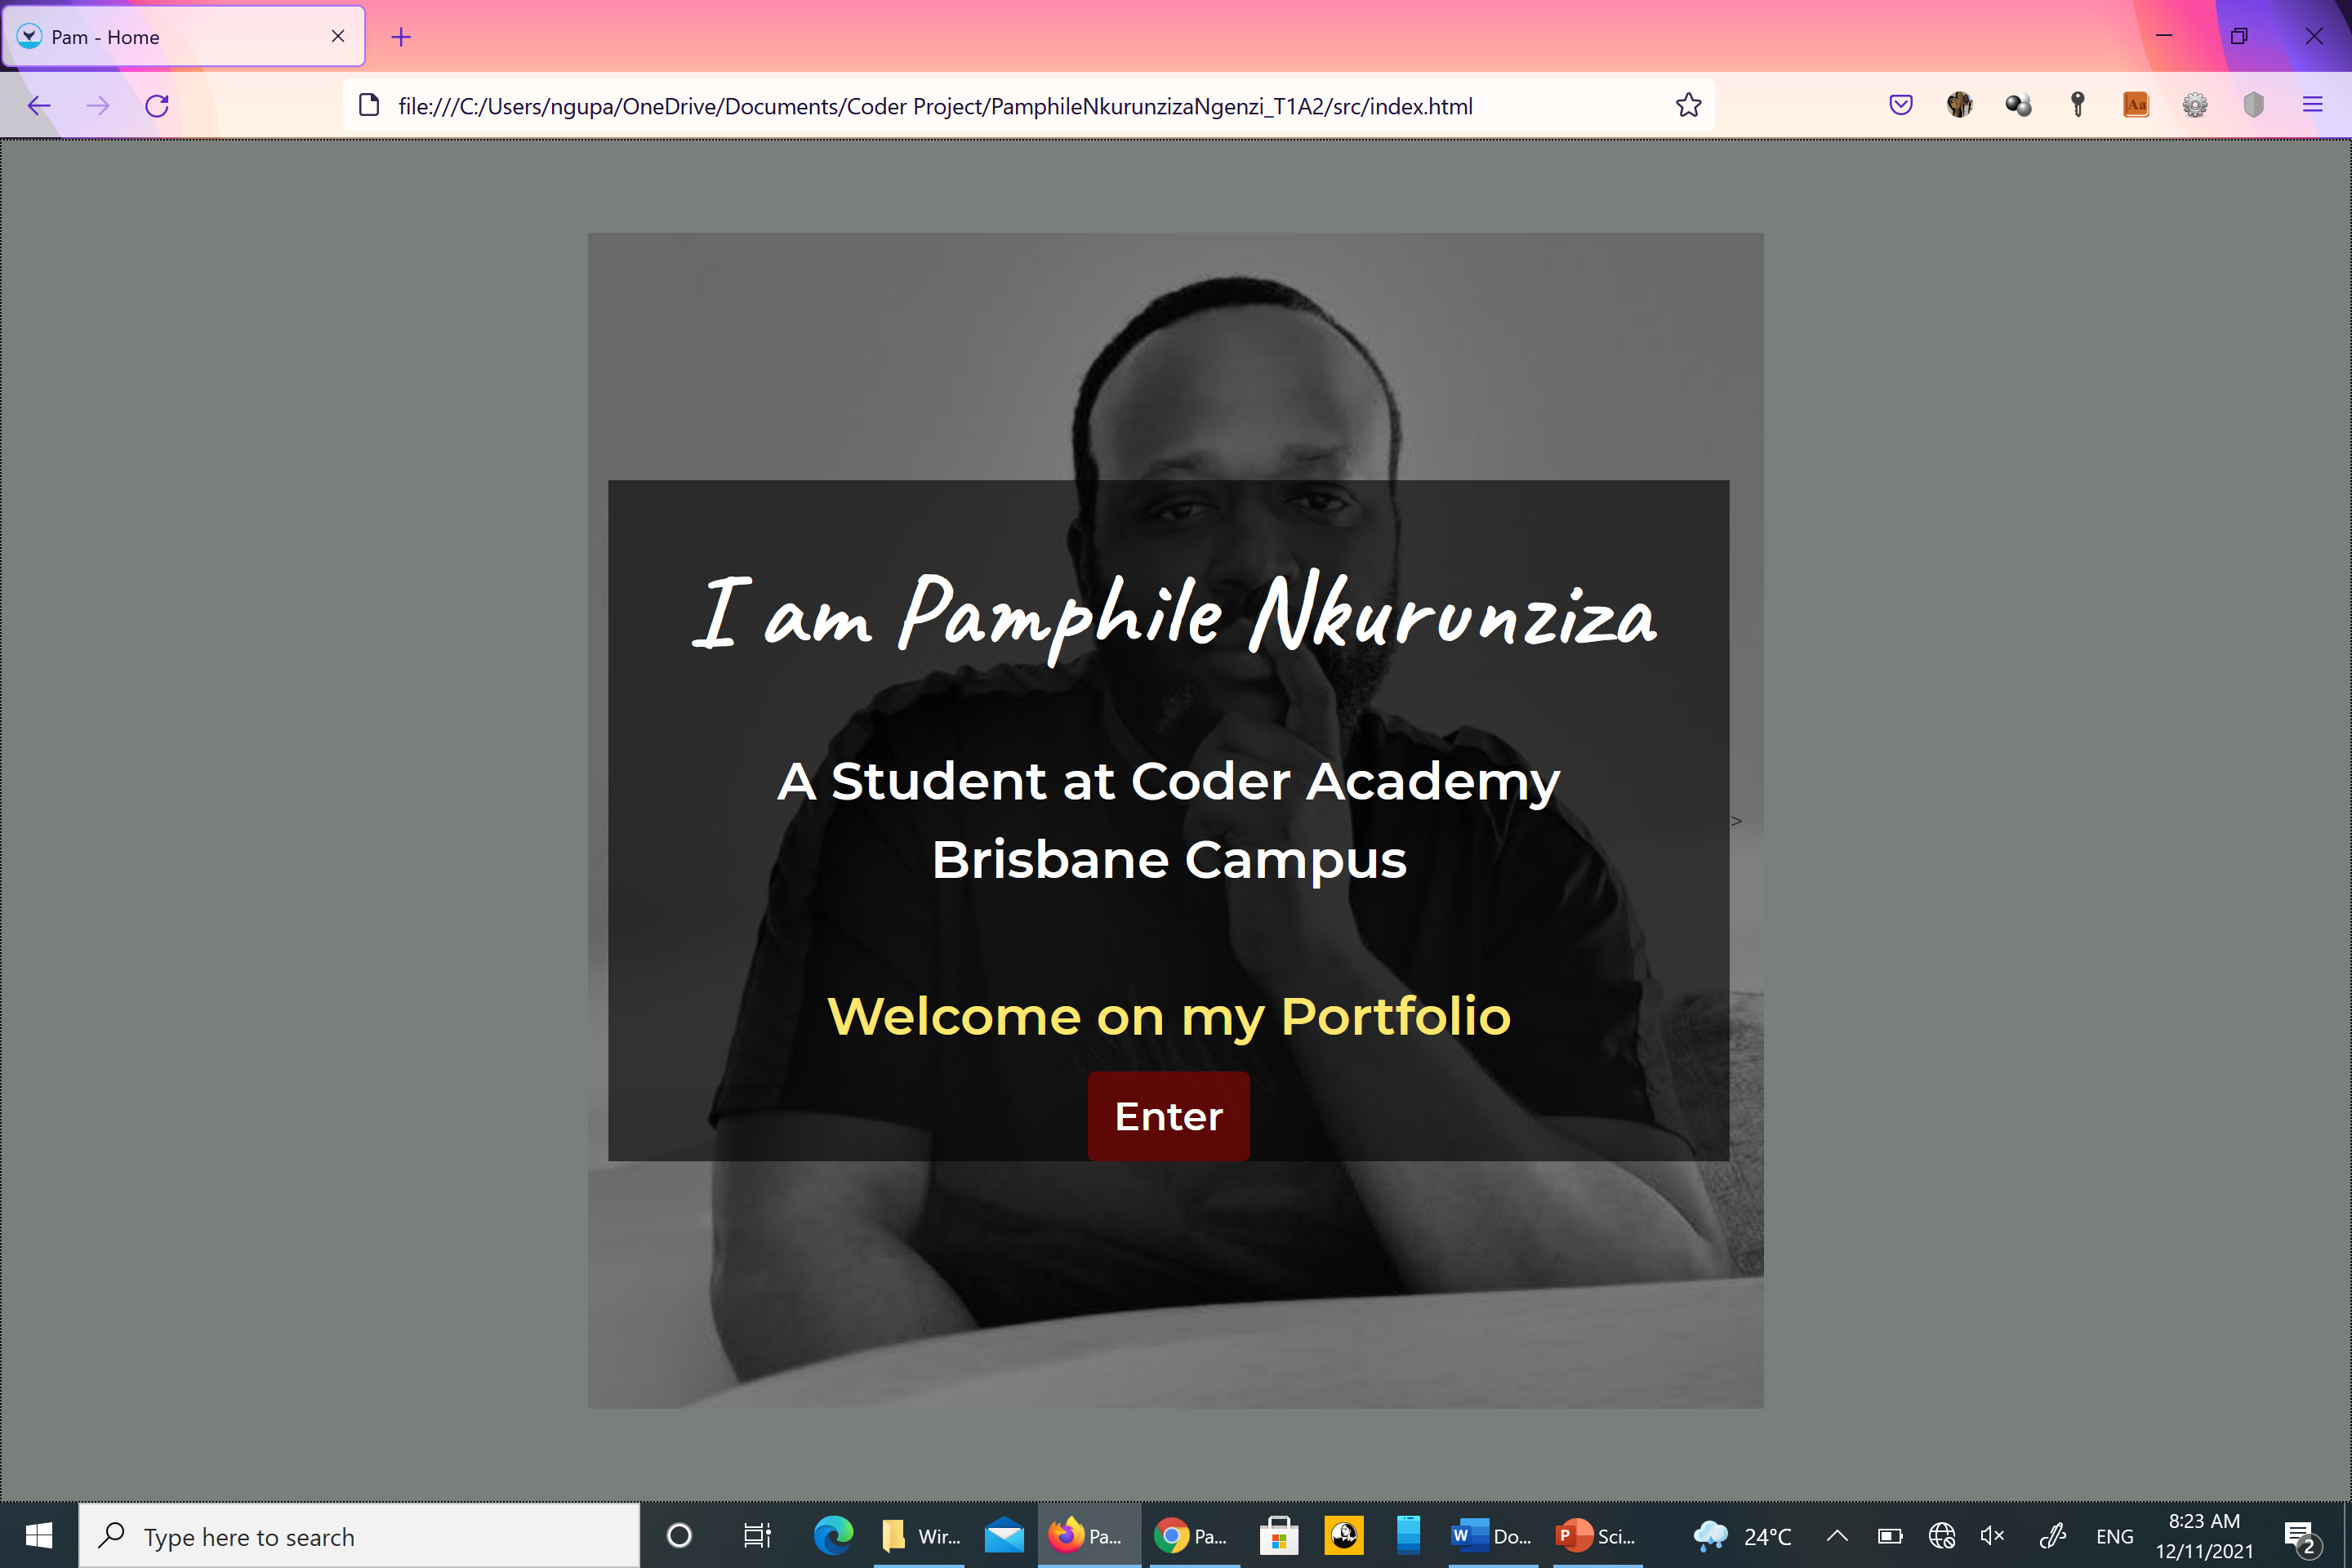 Pam - Home
file:///C:/Users/ngupa/OneDrive/Documents/Coder Project/PamphileNkurunzizaNgenzi_T1A2/src/index.html
Aa
I am Pamphile Nkurunziza
A Student at Coder Academy
Brisbane Campus
>
Welcome on my Portfolio
Enter
Type here to search
Wir...
Pa...
Pa...
W
Do...
P
Sci...
24°C
ENG
8:23 AM
12/11/2021
2